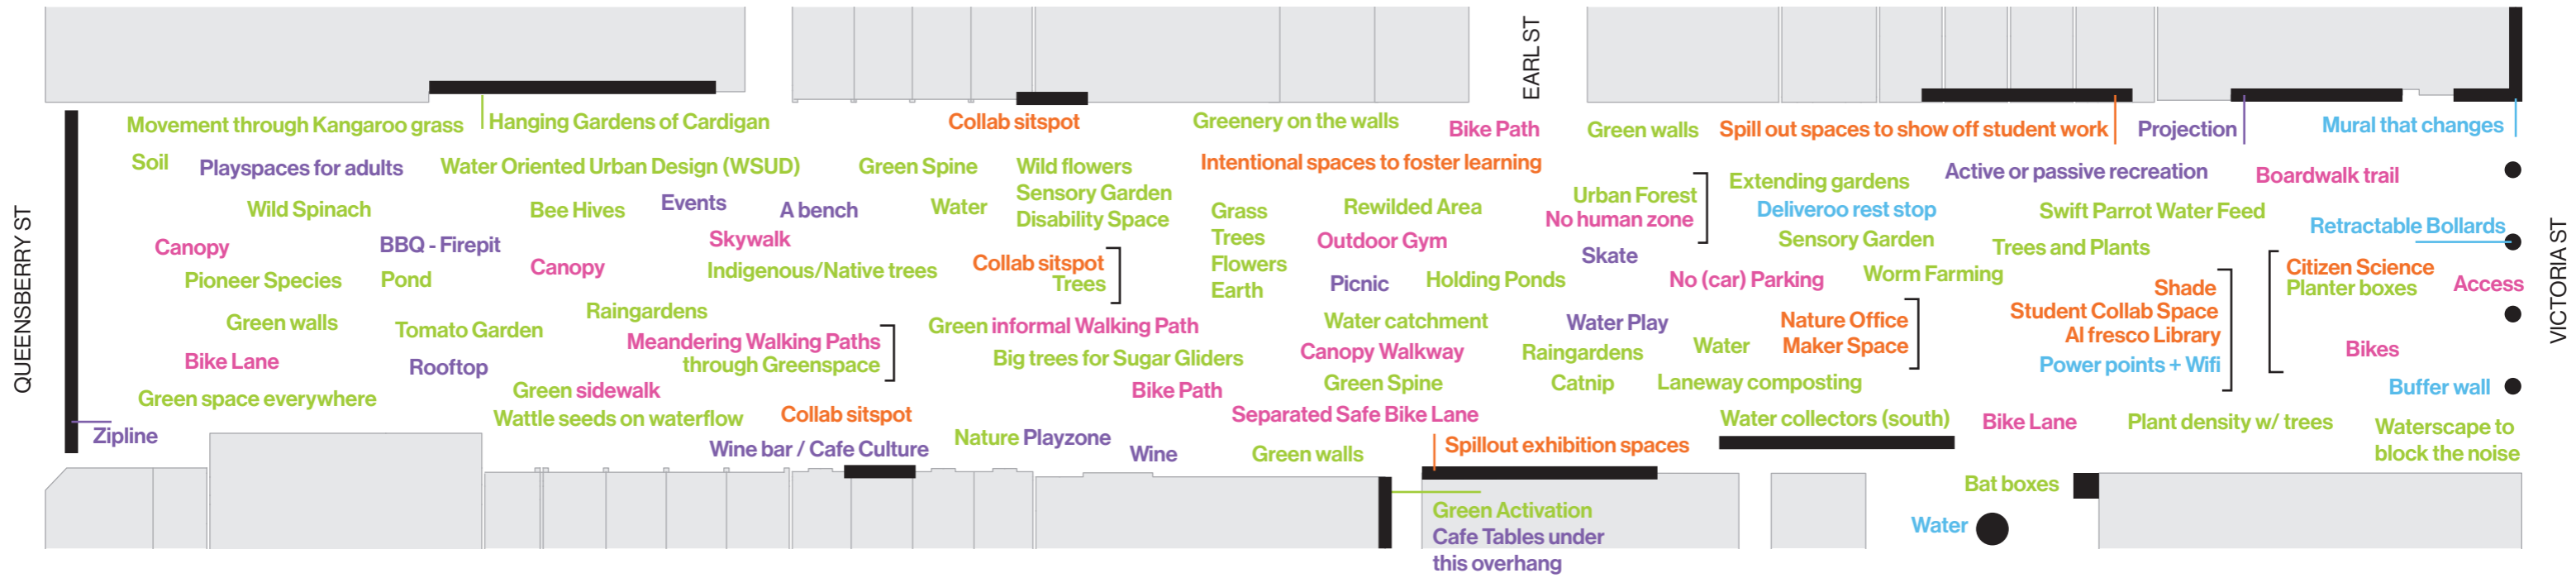 QUEENSBERRY ST
EARL ST
VICTORIA ST
Movement through Kangaroo grass
Hanging Gardens of Cardigan
Collab sitspot
Greenery on the walls
Bike Path
Green walls
Spill out spaces to show off student work
Projection
Mural that changes
Soil
Playspaces for adults
Water Oriented Urban Design (WSUD)
Green Spine
Wild flowers
Sensory Garden
Disability Space
Intentional spaces to foster learning
Active or passive recreation
Boardwalk trail
Wild Spinach
Bee Hives
Events
A bench
Water
Grass
Trees
Flowers
Earth
Rewilded Area
Urban Forest
No human zone
Extending gardens
Deliveroo rest stop
Sensory Garden
Swift Parrot Water Feed
Retractable Bollards
Canopy
BBQ - Firepit
Skywalk
Outdoor Gym
Skate
Trees and Plants
Pioneer Species
Pond
Canopy
Indigenous/Native trees
Collab sitspot
Trees
Picnic
Holding Ponds
No (car) Parking
Worm Farming
Citizen Science
Planter boxes
Access
Shade
Student Collab Space
Al fresco Library
Power points + Wifi
Green walls
Tomato Garden
Raingardens
Meandering Walking Paths
through Greenspace
Green informal Walking Path
Water catchment
Water Play
Nature Office
Maker Space
Bike Lane
Rooftop
Big trees for Sugar Gliders
Canopy Walkway
Raingardens
Water
Bikes
Green space everywhere
Green sidewalk
Bike Path
Green Spine
Catnip
Laneway composting
Buffer wall
Wattle seeds on waterflow
Collab sitspot
Separated Safe Bike Lane
Water collectors (south)
Bike Lane
Plant density w/ trees
Waterscape to
block the noise
Zipline
Wine bar / Cafe Culture
Nature Playzone
Wine
Green walls
Spillout exhibition spaces
Bat boxes
Green Activation
Cafe Tables under
this overhang
Water